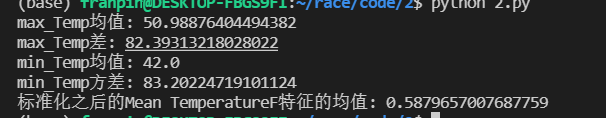 (base) franpin@DESKTOP-FBGS9FI:~/race/code/2$ python 2.py
max_Temp均值: 50.98876404494382
max_Temp差: 82.39313218028022
min_Temp均值: 42.0
min_Temp方差: 83.20224719101124
标准化之后的Mean TemperatureF特征的均值: 0.5879657007687759